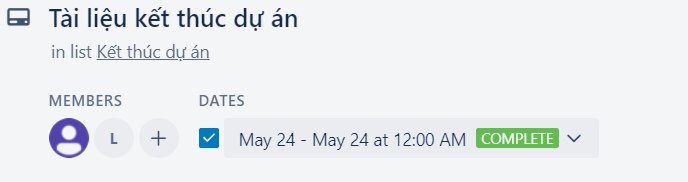 Tài liệu kết thúc dự án
in list Kết thúc dự án
MEMBERS DATES
L + May 24 - May 24 at 12:00 AM COMPLETE